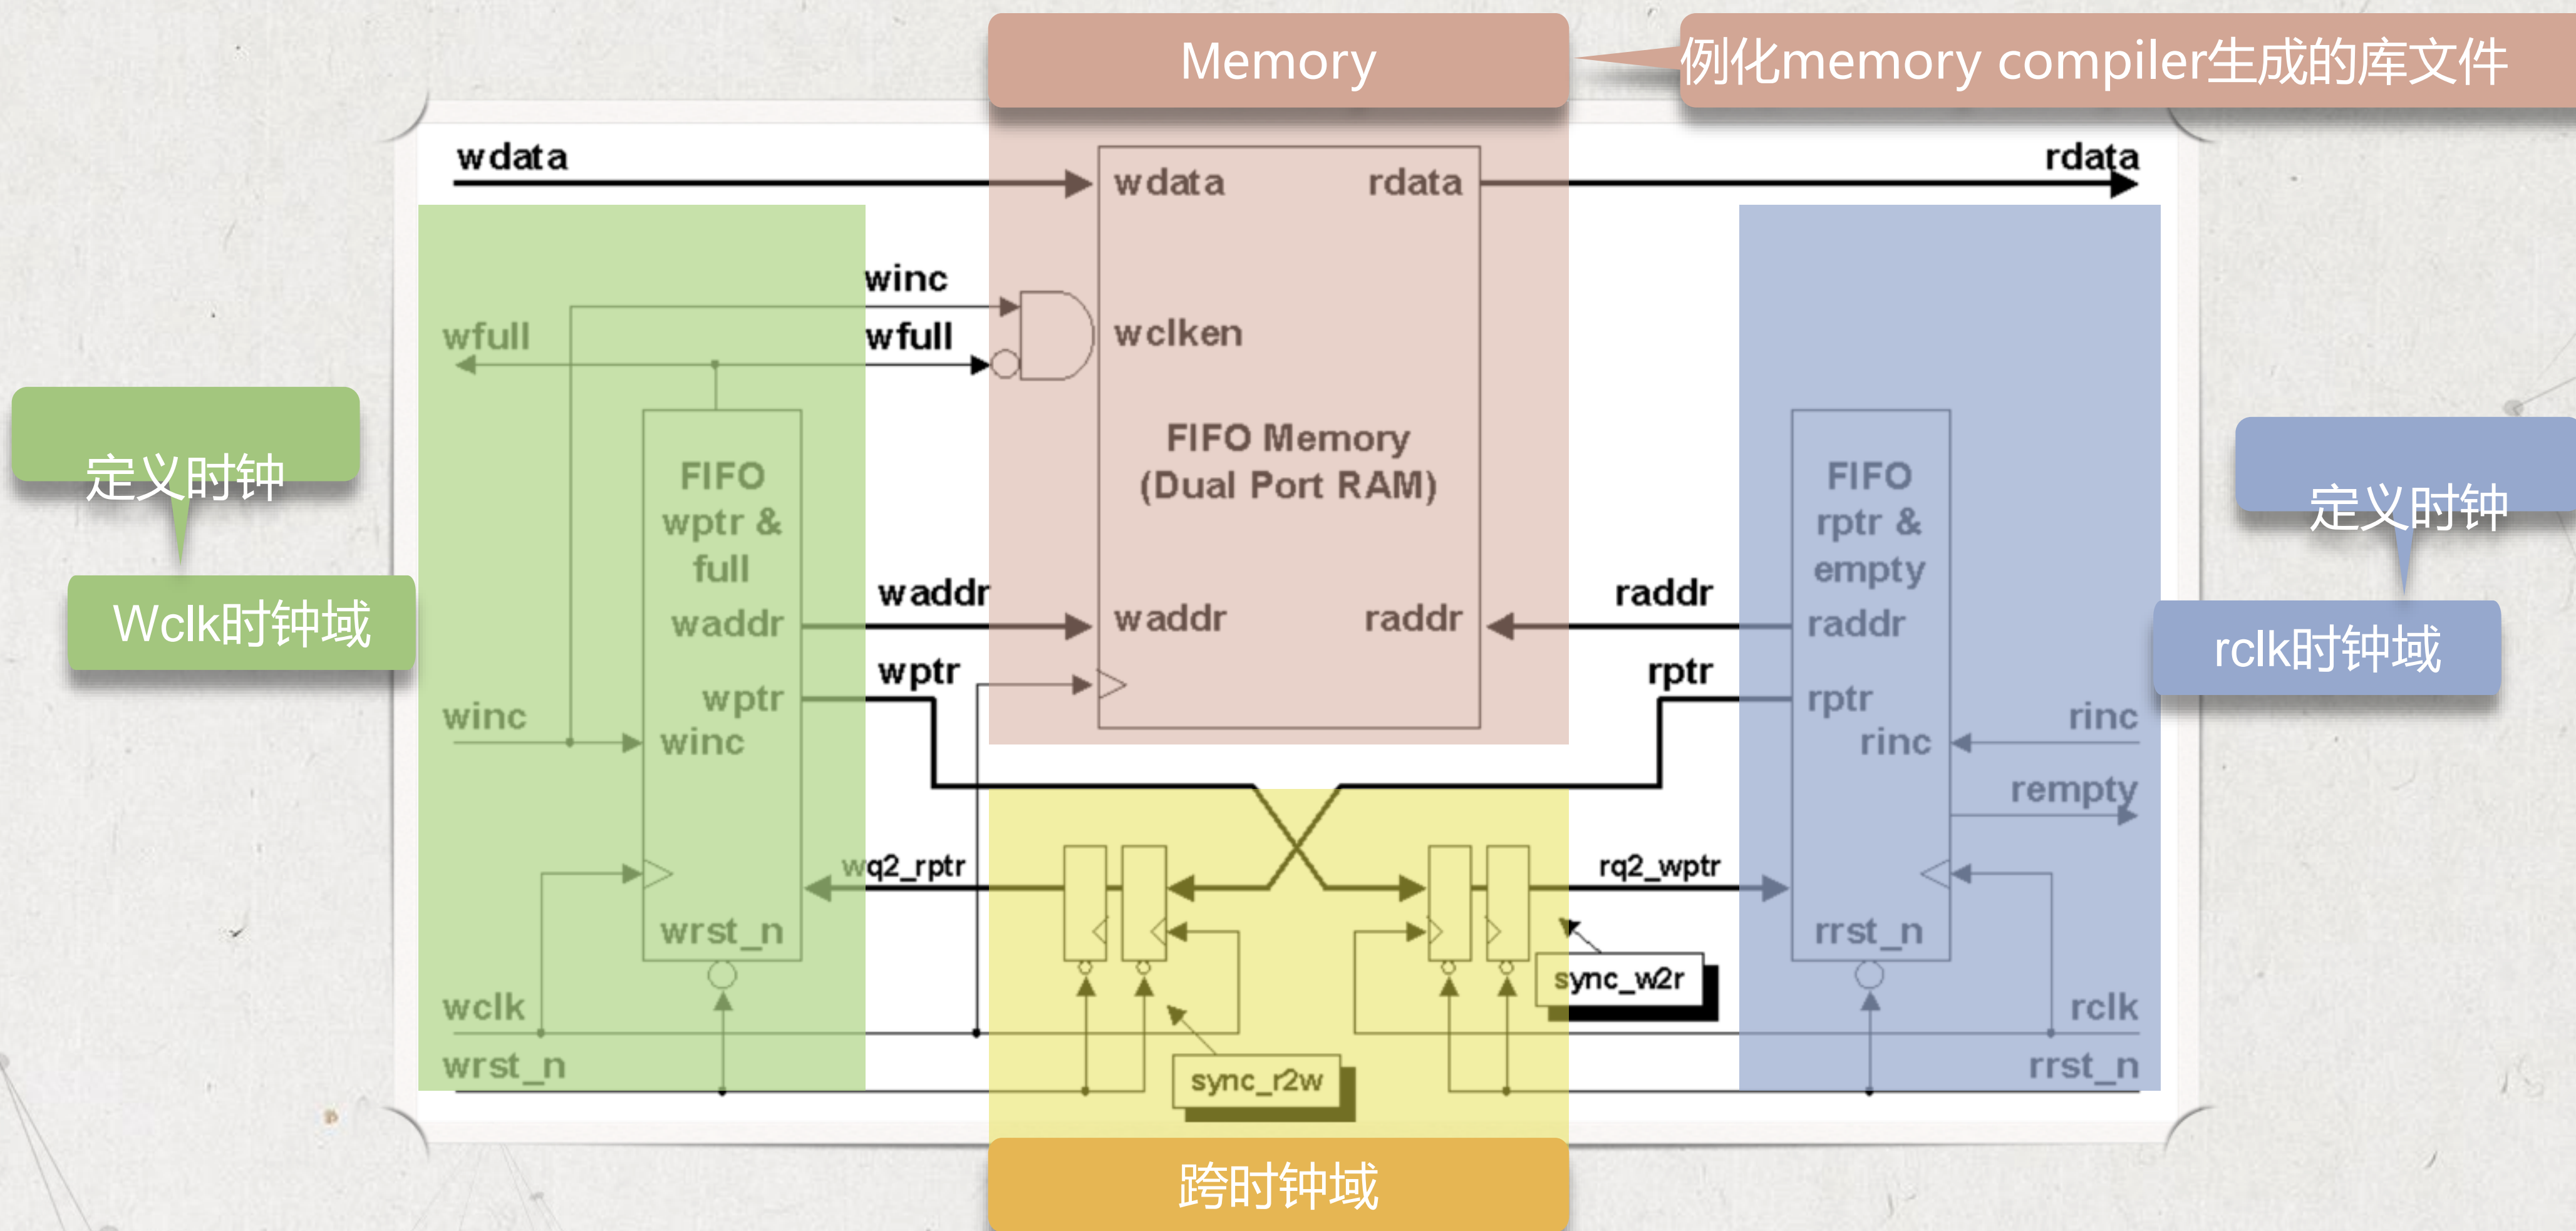 Memory
例化memory compiler生成的库文件
wdata
wdata
rdata
rdata
winc
wfull
wfull
wclken
定义时钟
Wclk时钟域
FIFO
wptr &
full
waddr
wptr
winc
winc
wrst_n
wclk
wrst_n
FIFO Memory
(Dual Port RAM)
waddr
waddr
raddr
raddr
wptr
rptr
FIFO
rptr &
empty
raddr
rptr
rinc
rinc
rempty
rrst_n
rclk
rrst_n
定义时钟
rclk时钟域
wq2_rptr
rq2_wptr
sync_w2r
sync_r2w
跨时钟域